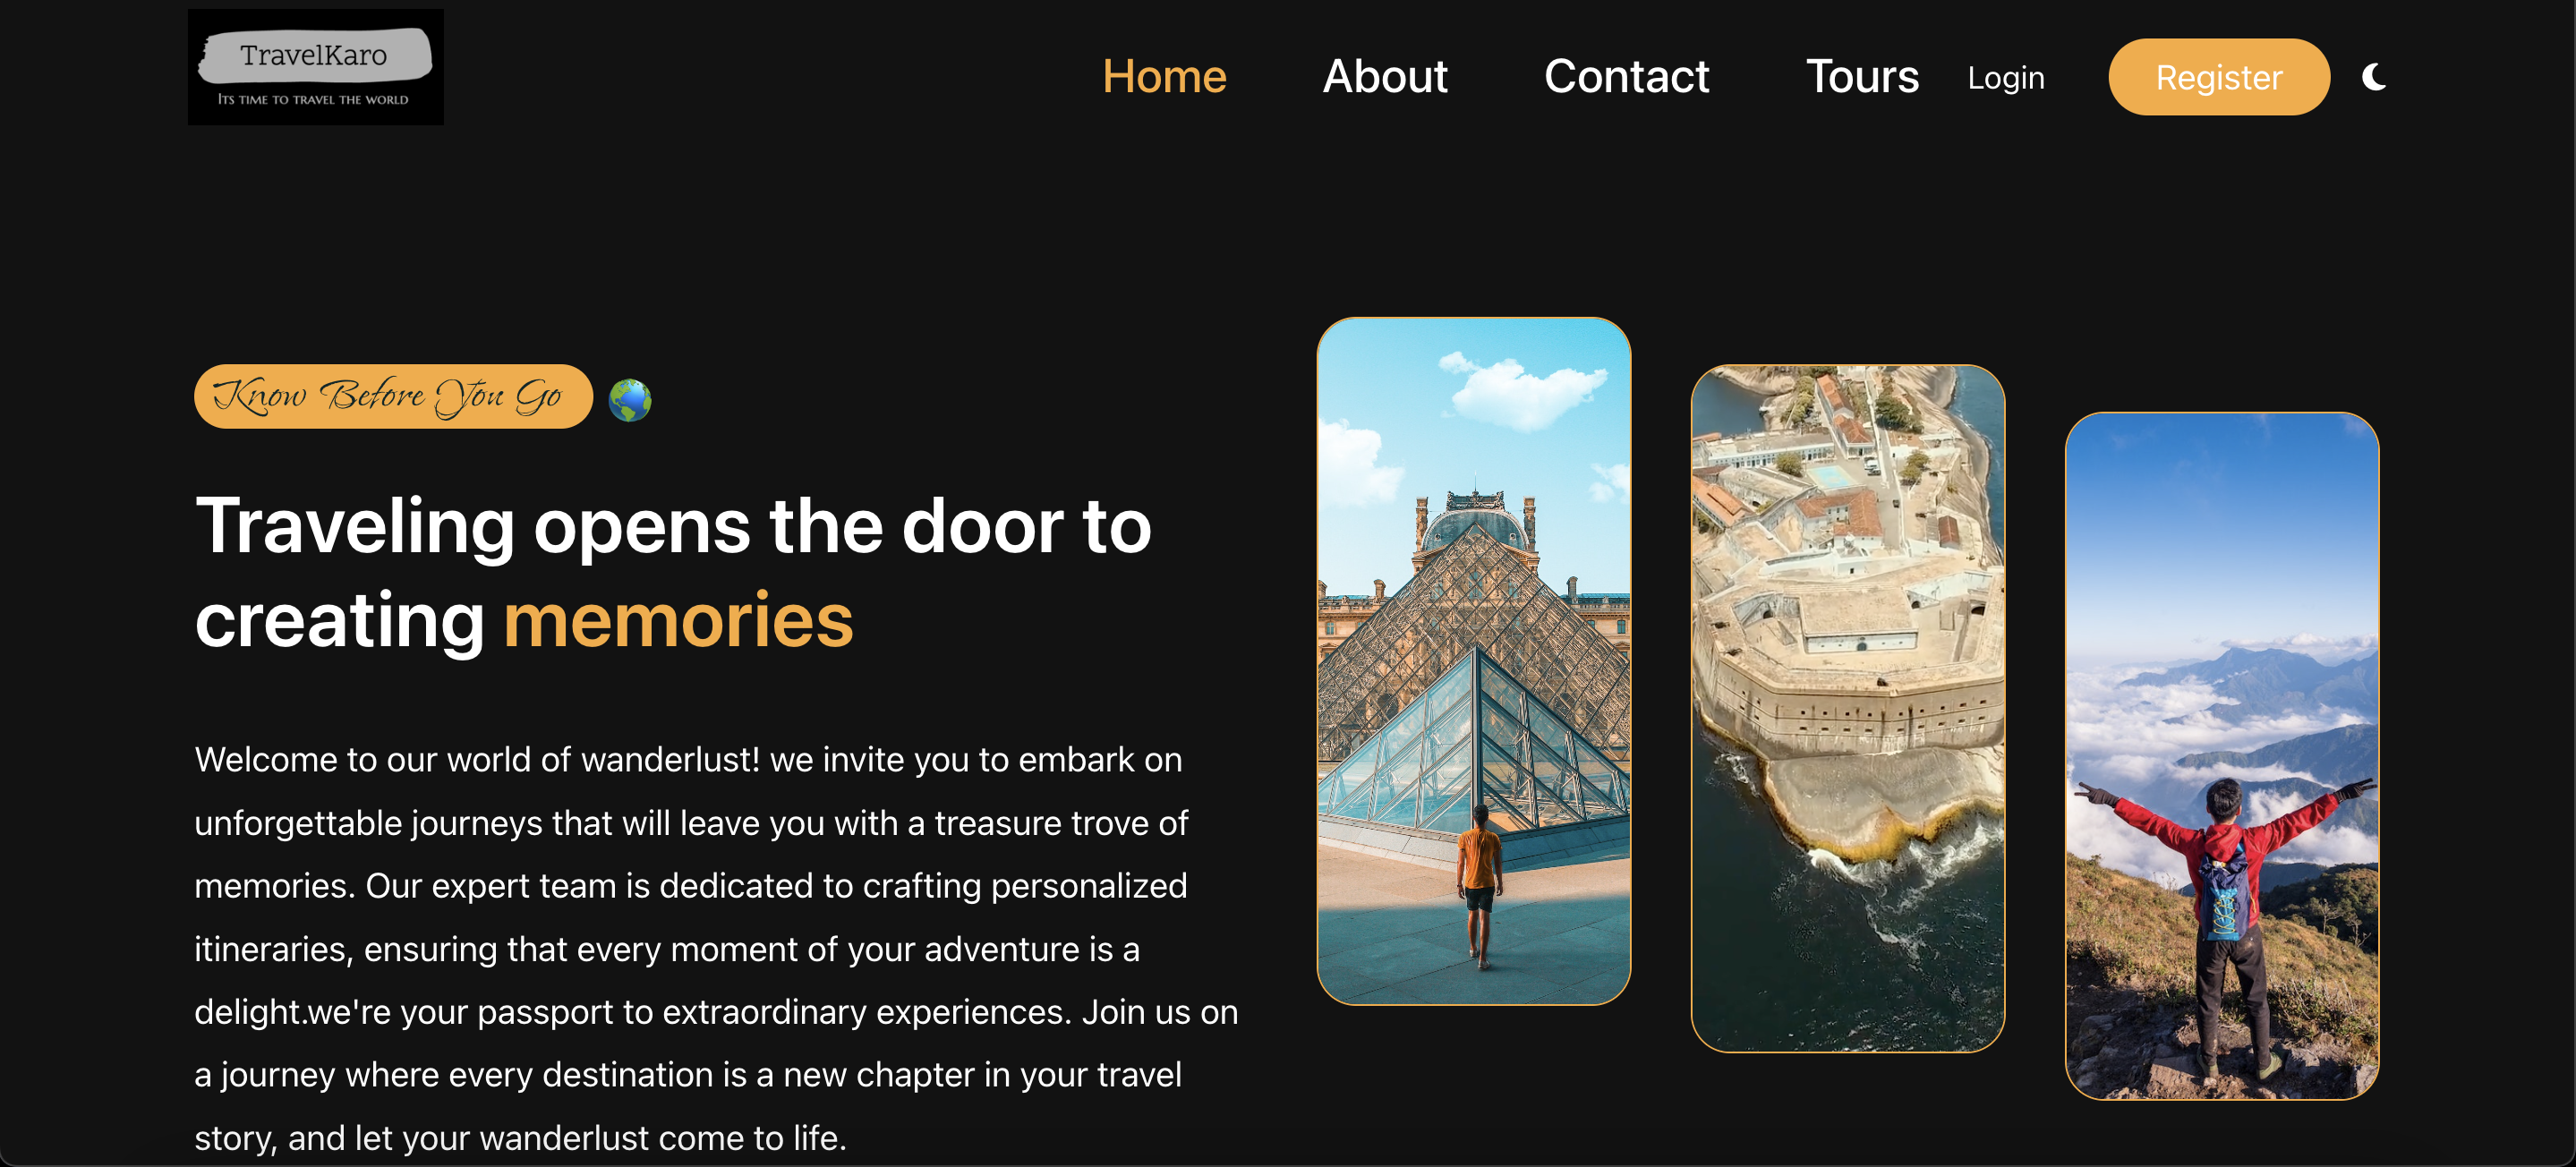 TravelKaro
Its time to travel the world
Home About Contact Tours Login Register
Know Before You Go
Traveling opens the door to
creating memories
Welcome to our world of wanderlust! we invite you to embark on
unforgettable journeys that will leave you with a treasure trove of
memories. Our expert team is dedicated to crafting personalized
itineraries, ensuring that every moment of your adventure is a
delight.we're your passport to extraordinary experiences. Join us on
a journey where every destination is a new chapter in your travel
story, and let your wanderlust come to life.